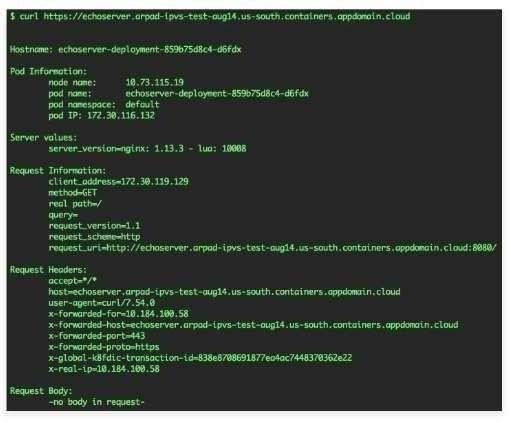 $ curl https://echoserver.arpad-ipvs-test-aug14.us-south.containers.appdomain.cloud
Hostname: echoserver-deployment-859b75d8c4-d6fdx
Pod Information:
node name: 10.73.115.19
pod name: echoserver-deployment-859b75d8c4-d6fdx
pod namespace: default
pod IP: 172.30.116.132
Server values:
server_version=nginx: 1.13.3 - lua: 10008
Request Information:
client_address=172.30.119.129
method=GET
real path=/
query=
request_version=1.1
request_scheme=http
request_uri=http://echoserver.arpad-ipvs-test-aug14.us-south.containers.appdomain.cloud:8080/
Request Headers:
accept=*/*
host=echoserver.arpad-ipvs-test-aug14.us-south.containers.appdomain.cloud
user-agent=curl/7.54.0
x-forwarded-for=10.184.100.58
x-forwarded-host=echoserver.arpad-ipvs-test-aug14.us-south.containers.appdomain.cloud
x-forwarded-port=443
x-forwarded-proto=https
x-global-k8fdic-transaction-id=838e8708691877ea4ac7448370362e22
x-real-ip=10.184.100.58
Request Body:
-no body in request-